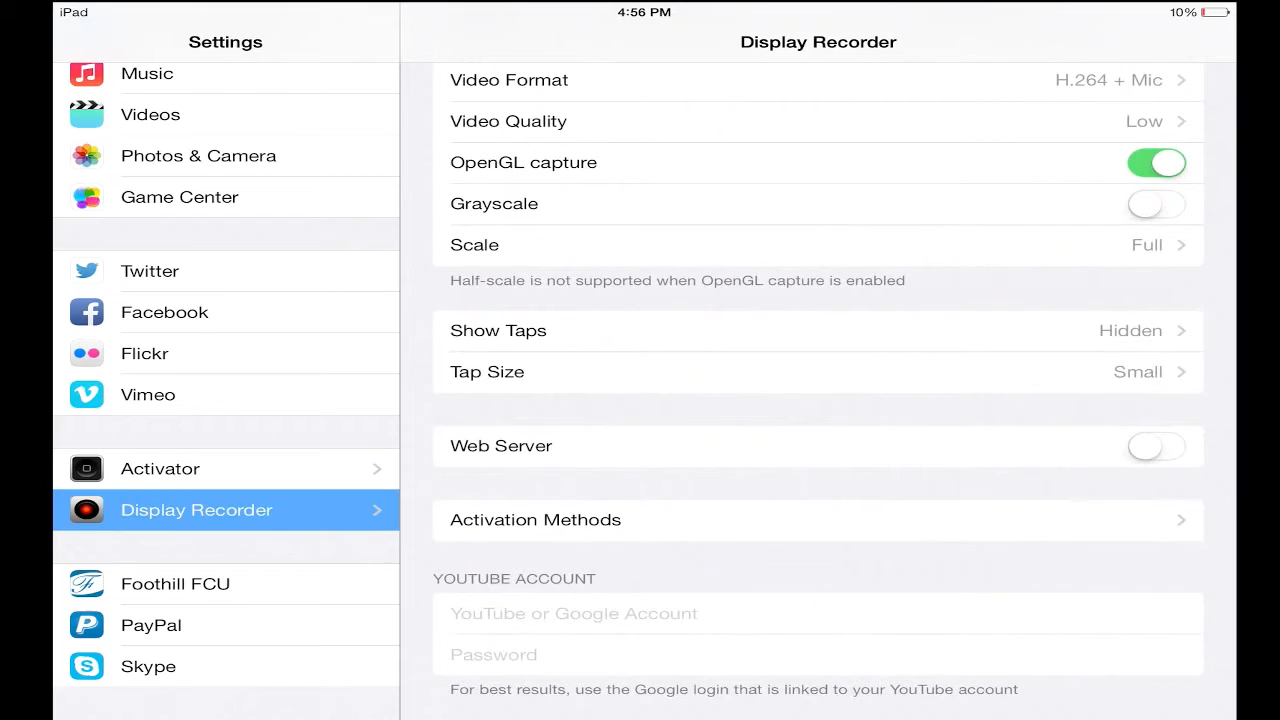 iPad 4:56 PM 10%
Settings
Music
Videos
Photos & Camera
Game Center
Twitter
Facebook
Flickr
Vimeo
Activator
Display Recorder
Foothill FCU
PayPal
Skype
Display Recorder
Video Format H.264 + Mic
Video Quality Low
OpenGL capture
Grayscale
Scale Full
Half-scale is not supported when OpenGL capture is enabled
Show Taps Hidden
Tap Size Small
Web Server
Activation Methods
YOUTUBE ACCOUNT
YouTube or Google Account
Password
For best results, use the Google login that is linked to your YouTube account